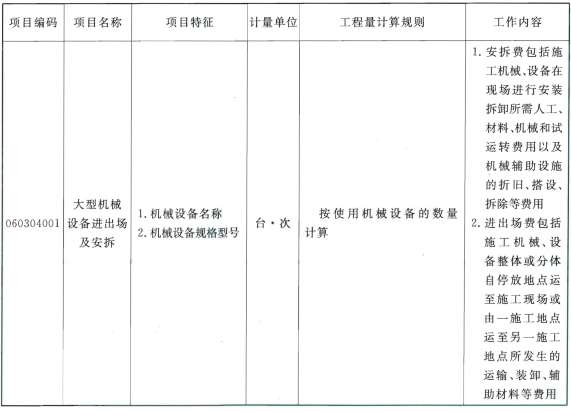 项目编码 项目名称 项目特征 计量单位 工程量计算规则 工作内容
060304001
大型机械
设备进出场
及安拆
1.机械设备名称
2.机械设备规格型号
台·次
按使用机械设备的数量
计算
1.安拆费包括施
工机械、设备在
现场进行安装
拆卸所需人工、
材料、机械和试
运转费用以及
机械辅助设施
的折旧、搭设、
拆除等费用
2.进出场费包括
施工机械、设
备整体或分体
自停放地点运
至施工现场或
由一施工地点
运至另一施工
地点所发生的
运输、装卸、辅
助材料等费用